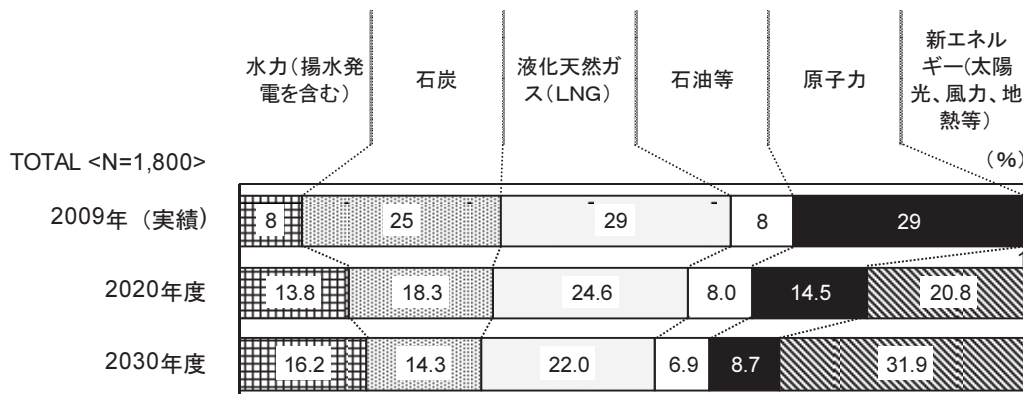 水力(揚水発
電を含む)
石炭
液化天然ガ
ス(LNG)
石油等
原子力
新エネル
ギー(太陽
光、風力、地
熱等)
TOTAL <N=1,800>
(%)
2009年 (実績)
8
25
29
8
29
1
2020年度
13.8
18.3
24.6
8.0
14.5
20.8
2030年度
16.2
14.3
22.0
6.9
8.7
31.9